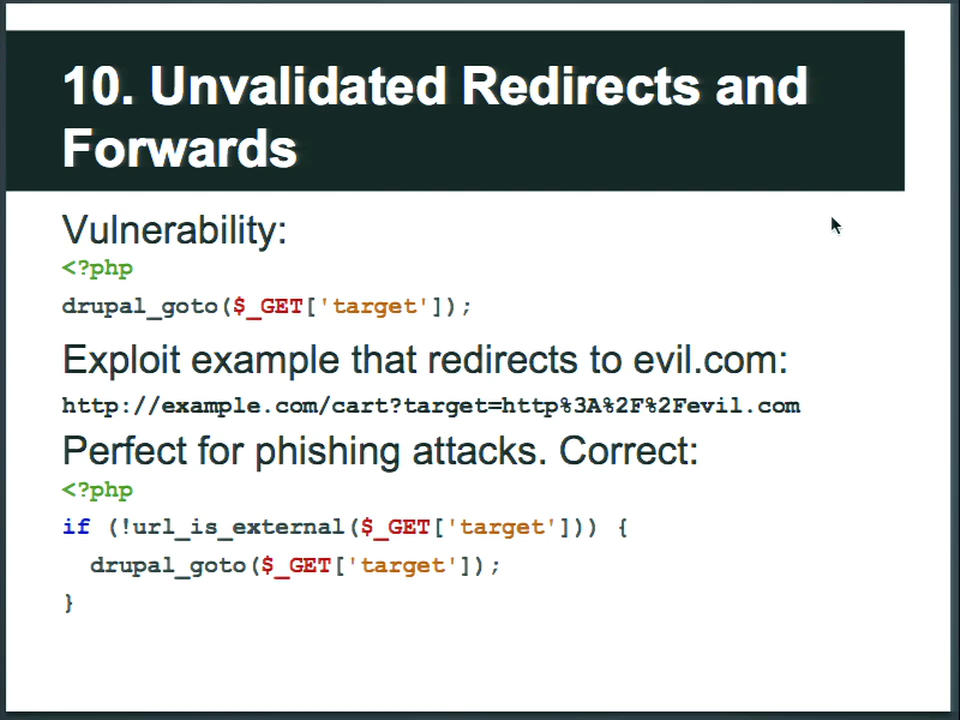 10. Unvalidated Redirects and
Forwards
Vulnerability:
<?php
drupal_goto($_GET['target']);
Exploit example that redirects to evil.com:
http://example.com/cart?target=http%3A%2F%2Fevil.com
Perfect for phishing attacks. Correct:
<?php
if (!url_is_external($_GET['target'])) {
  drupal_goto($_GET['target']);
}